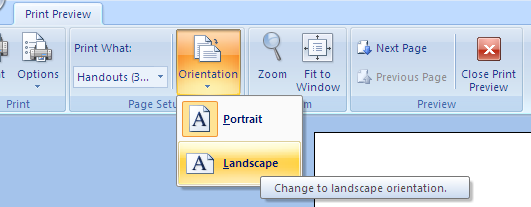 Print Preview
Print What:
Options
Handouts (3...
Orientation
Zoom
Fit to
Window
Next Page
Previous Page
Close Print
Preview
Print
Page Setu
m
Preview
A Portrait
A Landscape
Change to landscape orientation.